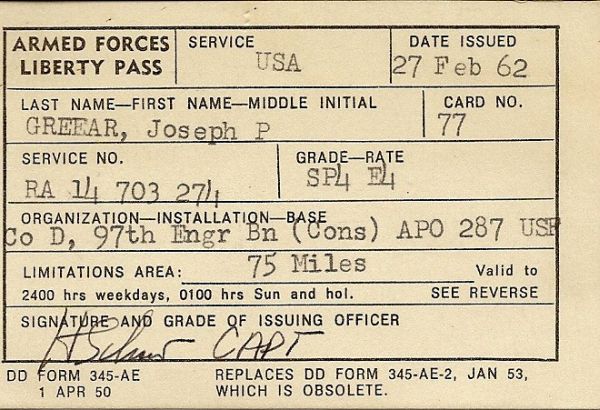 ARMED FORCES LIBERTY PASS
SERVICE
USA
DATE ISSUED
27 Feb 62
LAST NAME—FIRST NAME—MIDDLE INITIAL
GREEAR, Joseph P
CARD NO.
77
SERVICE NO.
RA 14 703 274
GRADE—RATE
SP4 E4
ORGANIZATION—INSTALLATION—BASE
Co D, 97th Engr Bn (Cons) APO 287 USF
LIMITATIONS AREA: 75 Miles Valid to
2400 hrs weekdays, 0100 hrs Sun and hol. SEE REVERSE
SIGNATURE AND GRADE OF ISSUING OFFICER
CAPT
DD FORM 345-AE
1 APR 50
REPLACES DD FORM 345-AE-2, JAN 53,
WHICH IS OBSOLETE.